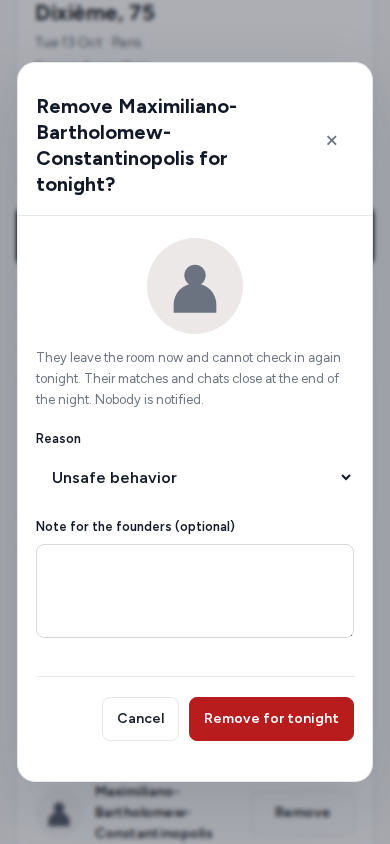 Dixième, 75
Tue 13 Oct · Paris
Remove Maximiliano-
Bartholomew-
Constantinopolis for
tonight?
×
They leave the room now and cannot check in again
tonight. Their matches and chats close at the end of
the night. Nobody is notified.
Reason
Unsafe behavior
Note for the founders (optional)
Cancel
Remove for tonight
Maximiliano-
Bartholomew-
Constantinopolis
Remove